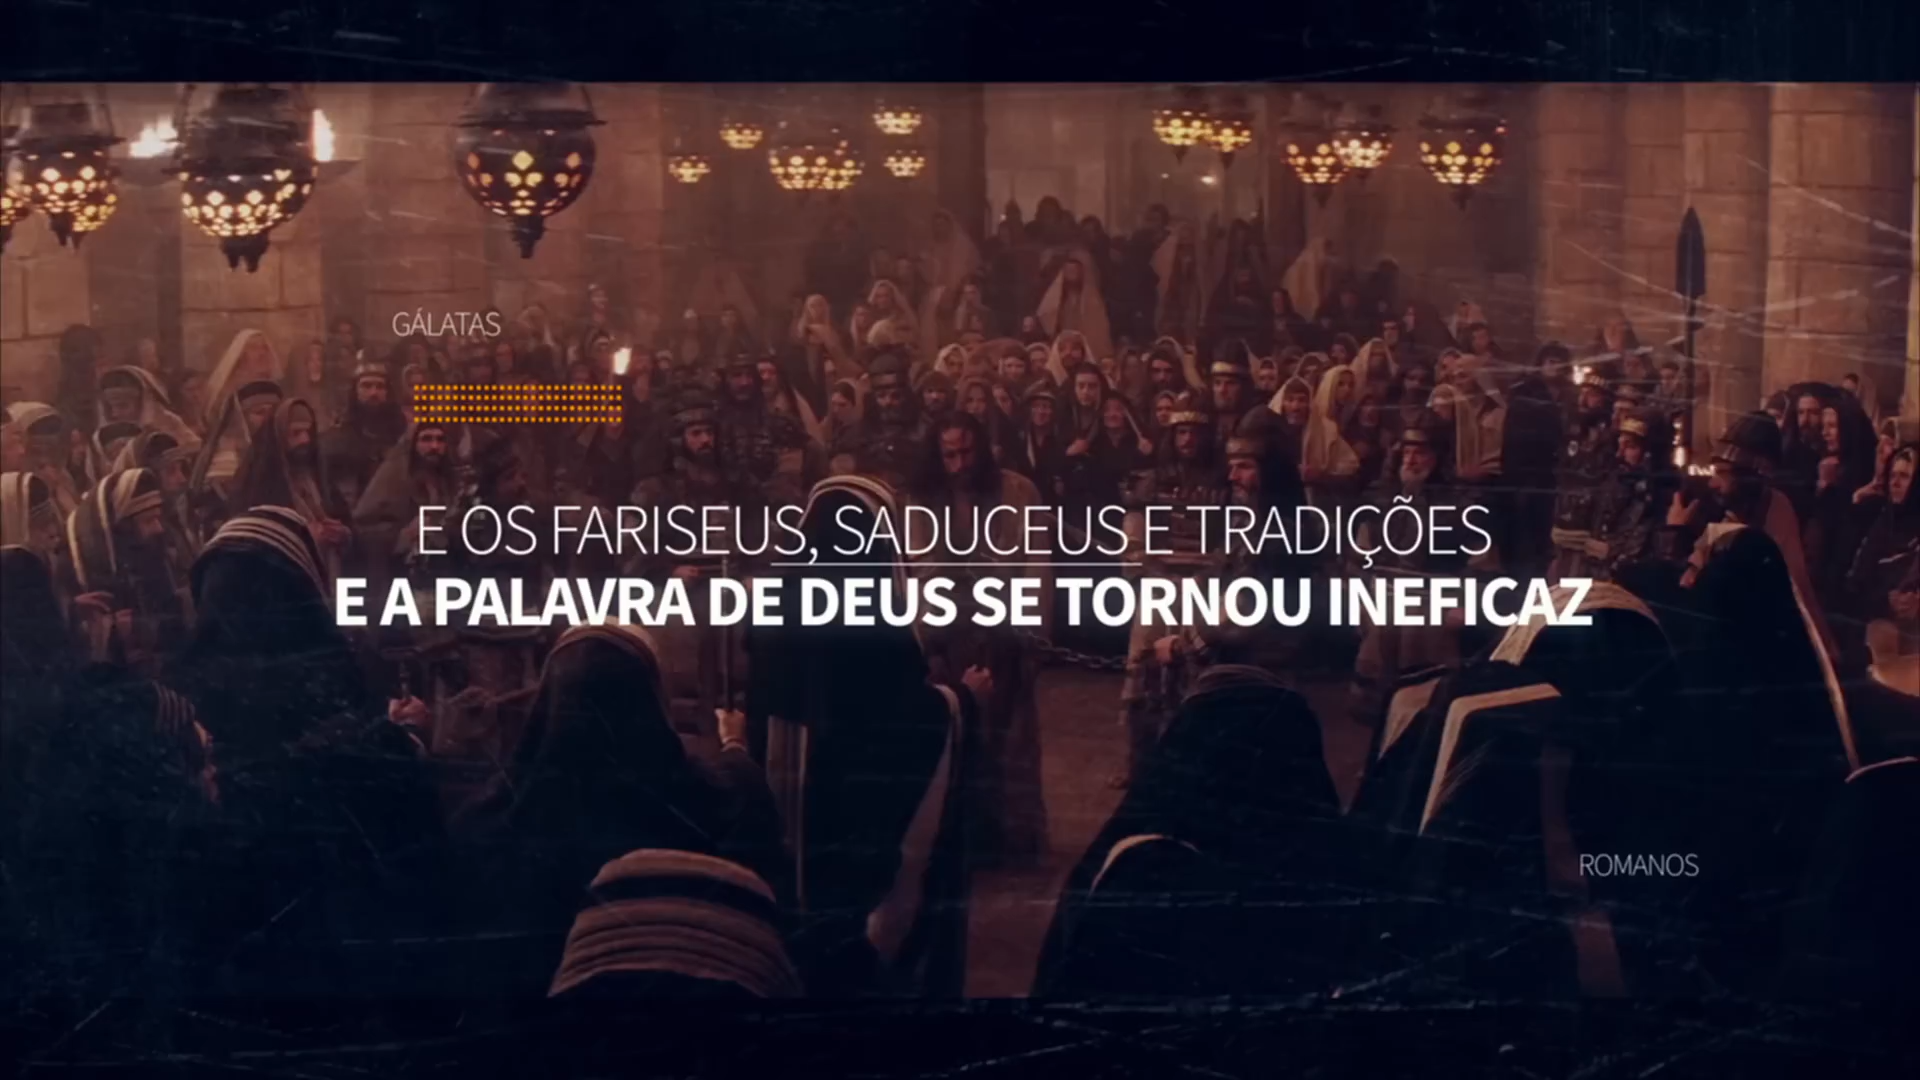 GÁLATAS
E OS FARISEUS, SADUCEUS E TRADIÇÕES
E A PALAVRA DE DEUS SE TORNOU INEFICAZ
ROMANOS